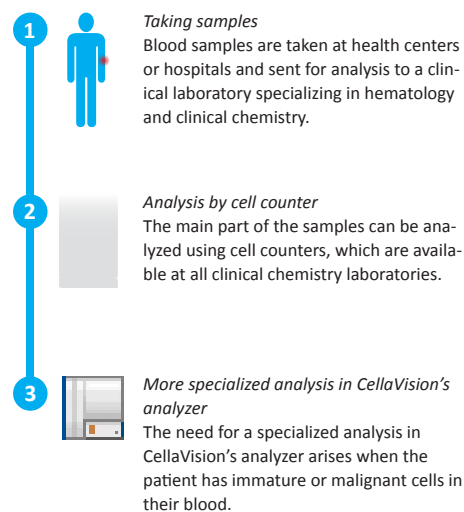 1
Taking samples
Blood samples are taken at health centers
or hospitals and sent for analysis to a clin-
ical laboratory specializing in hematology
and clinical chemistry.
2
Analysis by cell counter
The main part of the samples can be ana-
lyzed using cell counters, which are availa-
ble at all clinical chemistry laboratories.
3
More specialized analysis in CellaVision's
analyzer
The need for a specialized analysis in
CellaVision's analyzer arises when the
patient has immature or malignant cells in
their blood.